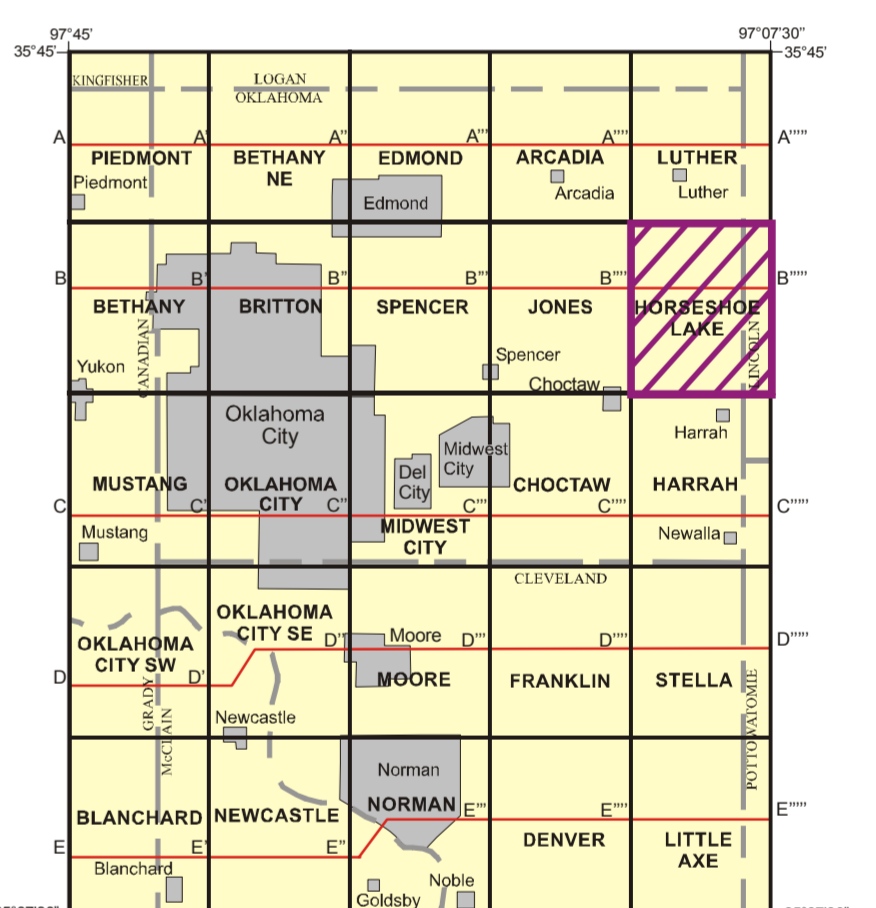 97°45'
97°07'30"
35°45'
35°45'
KINGFISHER
LOGAN
OKLAHOMA
A
A'
A''
A'''
A''''
A'''''
PIEDMONT
BETHANY
NE
EDMOND
ARCADIA
LUTHER
Piedmont
Edmond
Arcadia
Luther
B
B'
B''
B'''
B''''
B'''''
BETHANY
BRITTON
SPENCER
JONES
HORSESHOE
LAKE
CANADIAN
LINCOLN
Yukon
Spencer
Choctaw
Oklahoma
City
Harrah
Midwest
City
Del
City
MUSTANG
OKLAHOMA
CITY
CHOCTAW
HARRAH
C
C'
C''
C'''
C''''
C'''''
MIDWEST
CITY
Mustang
Newalla
CLEVELAND
OKLAHOMA
CITY SE
OKLAHOMA
CITY SW
Moore
D
D'
D''
D'''
D''''
D'''''
MOORE
FRANKLIN
STELLA
GRADY
McCLAIN
POTTOWATOMIE
Newcastle
Norman
BLANCHARD
NEWCASTLE
NORMAN
E
E'
E''
E'''
E''''
E'''''
DENVER
LITTLE
AXE
Blanchard
Noble
Goldsby